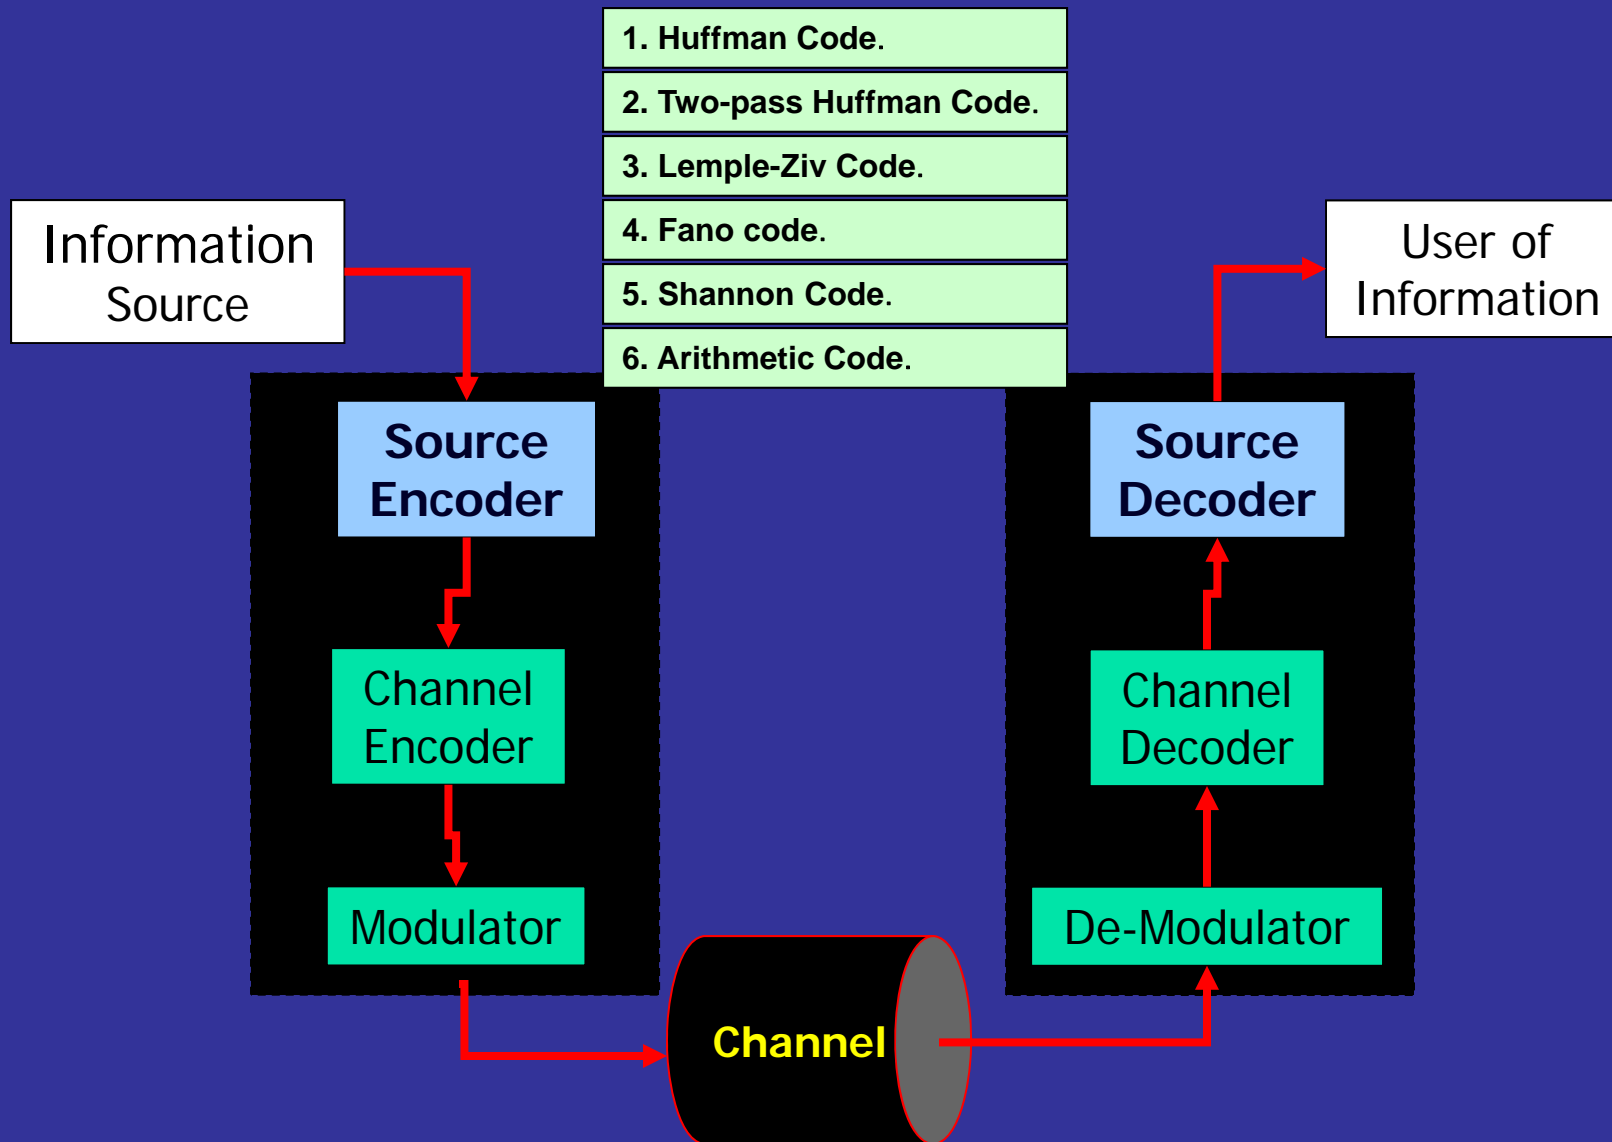 1. Huffman Code.
2. Two-pass Huffman Code.
3. Lemple-Ziv Code.
4. Fano code.
5. Shannon Code.
6. Arithmetic Code.
Information
Source
User of
Information
Source
Encoder
Source
Decoder
Channel
Encoder
Channel
Decoder
Modulator
De-Modulator
Channel